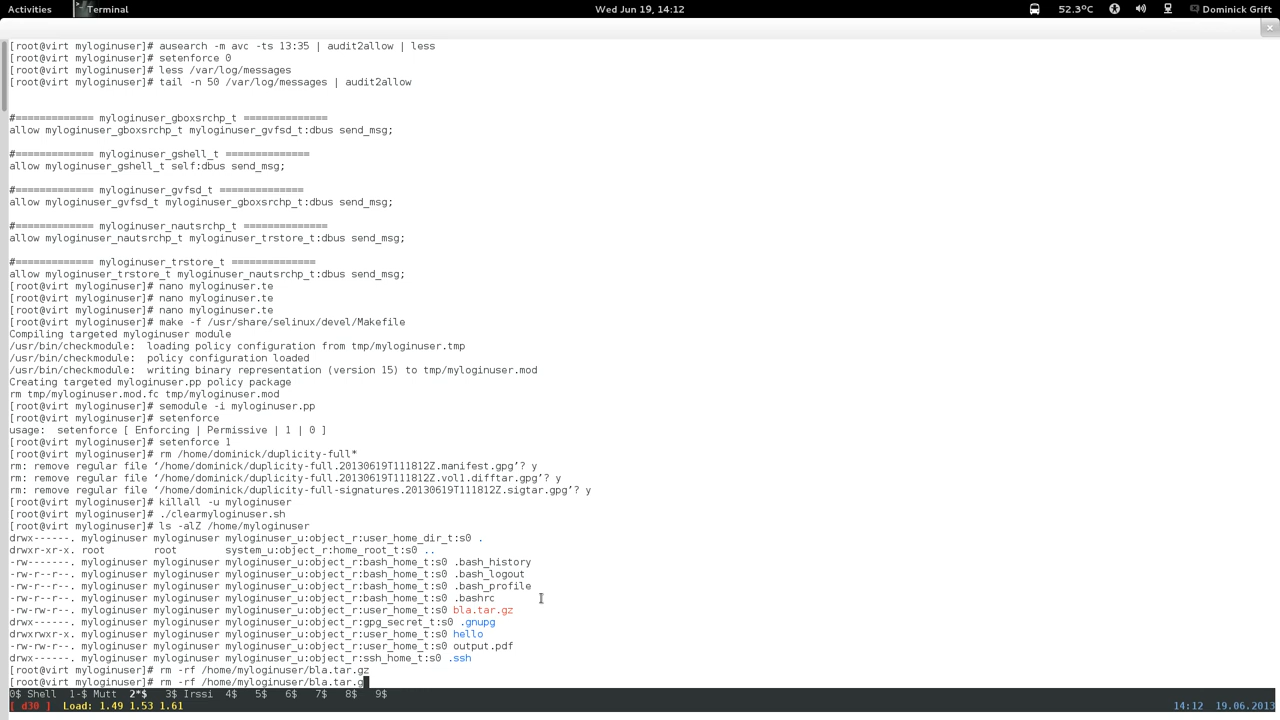 Activities Terminal Wed Jun 19, 14:12 52.3°C Dominick Grift
[root@virt myloginuser]# ausearch -m avc -ts 13:35 | audit2allow | less
[root@virt myloginuser]# setenforce 0
[root@virt myloginuser]# less /var/log/messages
[root@virt myloginuser]# tail -n 50 /var/log/messages | audit2allow
#============= myloginuser_gboxsrchp_t ==============
allow myloginuser_gboxsrchp_t myloginuser_gvfsd_t:dbus send_msg;
#============= myloginuser_gshell_t ==============
allow myloginuser_gshell_t self:dbus send_msg;
#============= myloginuser_gvfsd_t ==============
allow myloginuser_gvfsd_t myloginuser_gboxsrchp_t:dbus send_msg;
#============= myloginuser_nautsrchp_t ==============
allow myloginuser_nautsrchp_t myloginuser_trstore_t:dbus send_msg;
#============= myloginuser_trstore_t ==============
allow myloginuser_trstore_t myloginuser_nautsrchp_t:dbus send_msg;
[root@virt myloginuser]# nano myloginuser.te
[root@virt myloginuser]# nano myloginuser.te
[root@virt myloginuser]# nano myloginuser.te
[root@virt myloginuser]# make -f /usr/share/selinux/devel/Makefile
Compiling targeted myloginuser module
/usr/bin/checkmodule:  loading policy configuration from tmp/myloginuser.tmp
/usr/bin/checkmodule:  policy configuration loaded
/usr/bin/checkmodule:  writing binary representation (version 15) to tmp/myloginuser.mod
Creating targeted myloginuser.pp policy package
rm tmp/myloginuser.mod.fc tmp/myloginuser.mod
[root@virt myloginuser]# semodule -i myloginuser.pp
[root@virt myloginuser]# setenforce
usage:  setenforce [ Enforcing | Permissive | 1 | 0 ]
[root@virt myloginuser]# setenforce 1
[root@virt myloginuser]# rm /home/dominick/duplicity-full*
rm: remove regular file ‘/home/dominick/duplicity-full.20130619T111812Z.manifest.gpg’? y
rm: remove regular file ‘/home/dominick/duplicity-full.20130619T111812Z.vol1.difftar.gpg’? y
rm: remove regular file ‘/home/dominick/duplicity-full-signatures.20130619T111812Z.sigtar.gpg’? y
[root@virt myloginuser]# killall -u myloginuser
[root@virt myloginuser]# ./clearmyloginuser.sh
[root@virt myloginuser]# ls -alZ /home/myloginuser
drwx------. myloginuser myloginuser myloginuser_u:object_r:user_home_dir_t:s0 .
drwxr-xr-x. root        root        system_u:object_r:home_root_t:s0 ..
-rw-------. myloginuser myloginuser myloginuser_u:object_r:bash_home_t:s0 .bash_history
-rw-r--r--. myloginuser myloginuser myloginuser_u:object_r:bash_home_t:s0 .bash_logout
-rw-r--r--. myloginuser myloginuser myloginuser_u:object_r:bash_home_t:s0 .bash_profile
-rw-r--r--. myloginuser myloginuser myloginuser_u:object_r:bash_home_t:s0 .bashrc
-rw-rw-r--. myloginuser myloginuser myloginuser_u:object_r:user_home_t:s0 bla.tar.gz
drwx------. myloginuser myloginuser myloginuser_u:object_r:gpg_secret_t:s0 .gnupg
drwxrwxr-x. myloginuser myloginuser myloginuser_u:object_r:user_home_t:s0 hello
-rw-rw-r--. myloginuser myloginuser myloginuser_u:object_r:user_home_t:s0 output.pdf
drwx------. myloginuser myloginuser myloginuser_u:object_r:ssh_home_t:s0 .ssh
[root@virt myloginuser]# rm -rf /home/myloginuser/bla.tar.gz
[root@virt myloginuser]# rm -rf /home/myloginuser/bla.tar.g
0$ Shell  1-$ Mutt  2*$  3$ Irssi  4$  5$  6$  7$  8$  9$
[ d30 ] Load: 1.49 1.53 1.61 14:12 19.06.2013